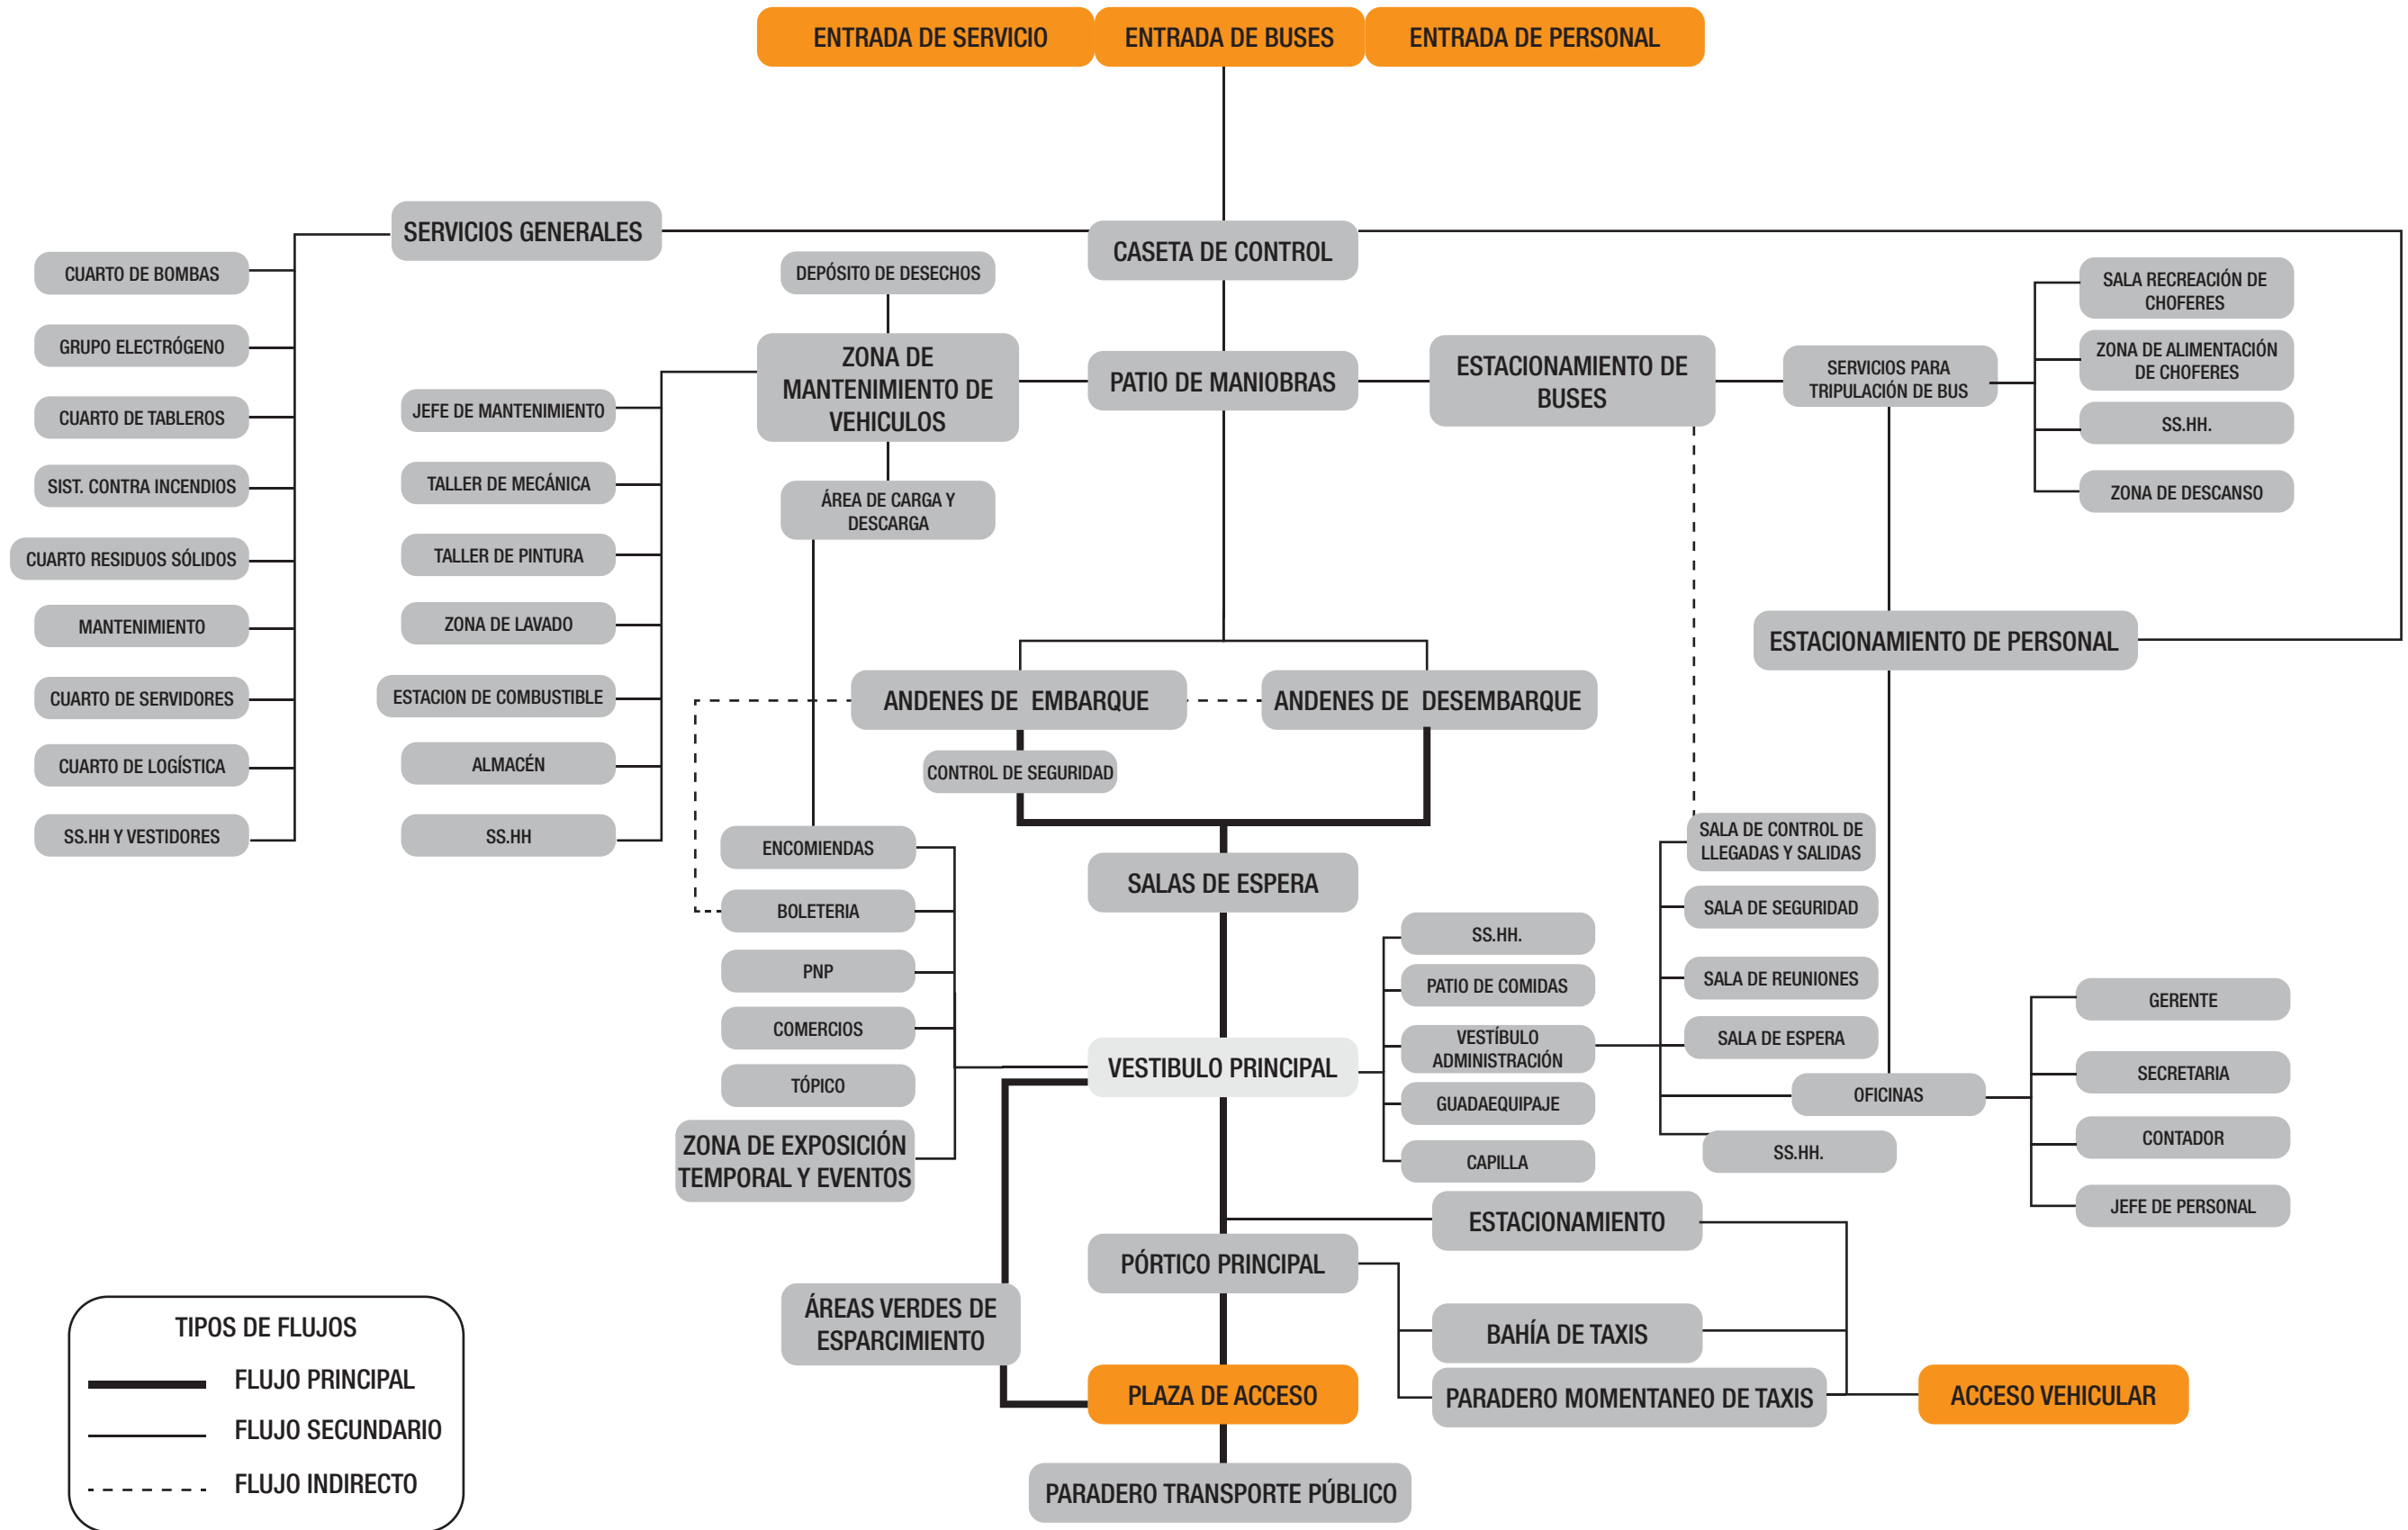 ENTRADA DE SERVICIO
ENTRADA DE BUSES
ENTRADA DE PERSONAL
SERVICIOS GENERALES
CASETA DE CONTROL
CUARTO DE BOMBAS
GRUPO ELECTRÓGENO
CUARTO DE TABLEROS
SIST. CONTRA INCENDIOS
CUARTO RESIDUOS SÓLIDOS
MANTENIMIENTO
CUARTO DE SERVIDORES
CUARTO DE LOGÍSTICA
SS.HH Y VESTIDORES
DEPÓSITO DE DESECHOS
ZONA DE
MANTENIMIENTO DE
VEHICULOS
PATIO DE MANIOBRAS
ESTACIONAMIENTO DE
BUSES
SERVICIOS PARA
TRIPULACIÓN DE BUS
SALA RECREACIÓN DE
CHOFERES
ZONA DE ALIMENTACIÓN
DE CHOFERES
SS.HH.
ZONA DE DESCANSO
JEFE DE MANTENIMIENTO
TALLER DE MECÁNICA
TALLER DE PINTURA
ZONA DE LAVADO
ESTACION DE COMBUSTIBLE
ALMACÉN
SS.HH
ÁREA DE CARGA Y
DESCARGA
ESTACIONAMIENTO DE PERSONAL
ANDENES DE  EMBARQUE
ANDENES DE  DESEMBARQUE
CONTROL DE SEGURIDAD
SALAS DE ESPERA
ENCOMIENDAS
BOLETERIA
PNP
COMERCIOS
TÓPICO
ZONA DE EXPOSICIÓN
TEMPORAL Y EVENTOS
VESTIBULO PRINCIPAL
SS.HH.
PATIO DE COMIDAS
VESTÍBULO
ADMINISTRACIÓN
GUADAEQUIPAJE
CAPILLA
SALA DE CONTROL DE
LLEGADAS Y SALIDAS
SALA DE SEGURIDAD
SALA DE REUNIONES
SALA DE ESPERA
OFICINAS
SS.HH.
GERENTE
SECRETARIA
CONTADOR
JEFE DE PERSONAL
ESTACIONAMIENTO
PÓRTICO PRINCIPAL
ÁREAS VERDES DE
ESPARCIMIENTO
BAHÍA DE TAXIS
PLAZA DE ACCESO
PARADERO MOMENTANEO DE TAXIS
ACCESO VEHICULAR
PARADERO TRANSPORTE PÚBLICO
TIPOS DE FLUJOS
FLUJO PRINCIPAL
FLUJO SECUNDARIO
FLUJO INDIRECTO